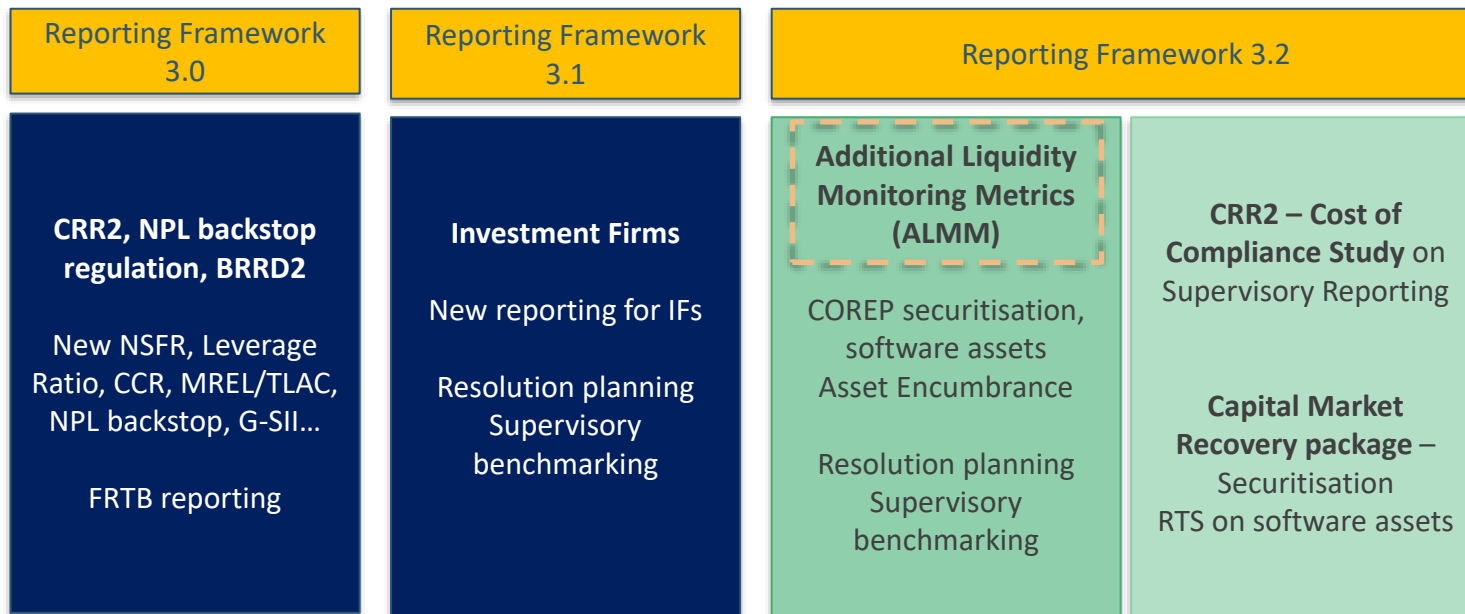 Reporting Framework
3.0
CRR2, NPL backstop
regulation, BRRD2
New NSFR, Leverage
Ratio, CCR, MREL/TLAC,
NPL backstop, G-SII…
FRTB reporting
Reporting Framework
3.1
Investment Firms
New reporting for IFs
Resolution planning
Supervisory
benchmarking
Reporting Framework 3.2
Additional Liquidity
Monitoring Metrics
(ALMM)
COREP securitisation,
software assets
Asset Encumbrance
Resolution planning
Supervisory
benchmarking
CRR2 – Cost of
Compliance Study on
Supervisory Reporting
Capital Market
Recovery package –
Securitisation
RTS on software assets